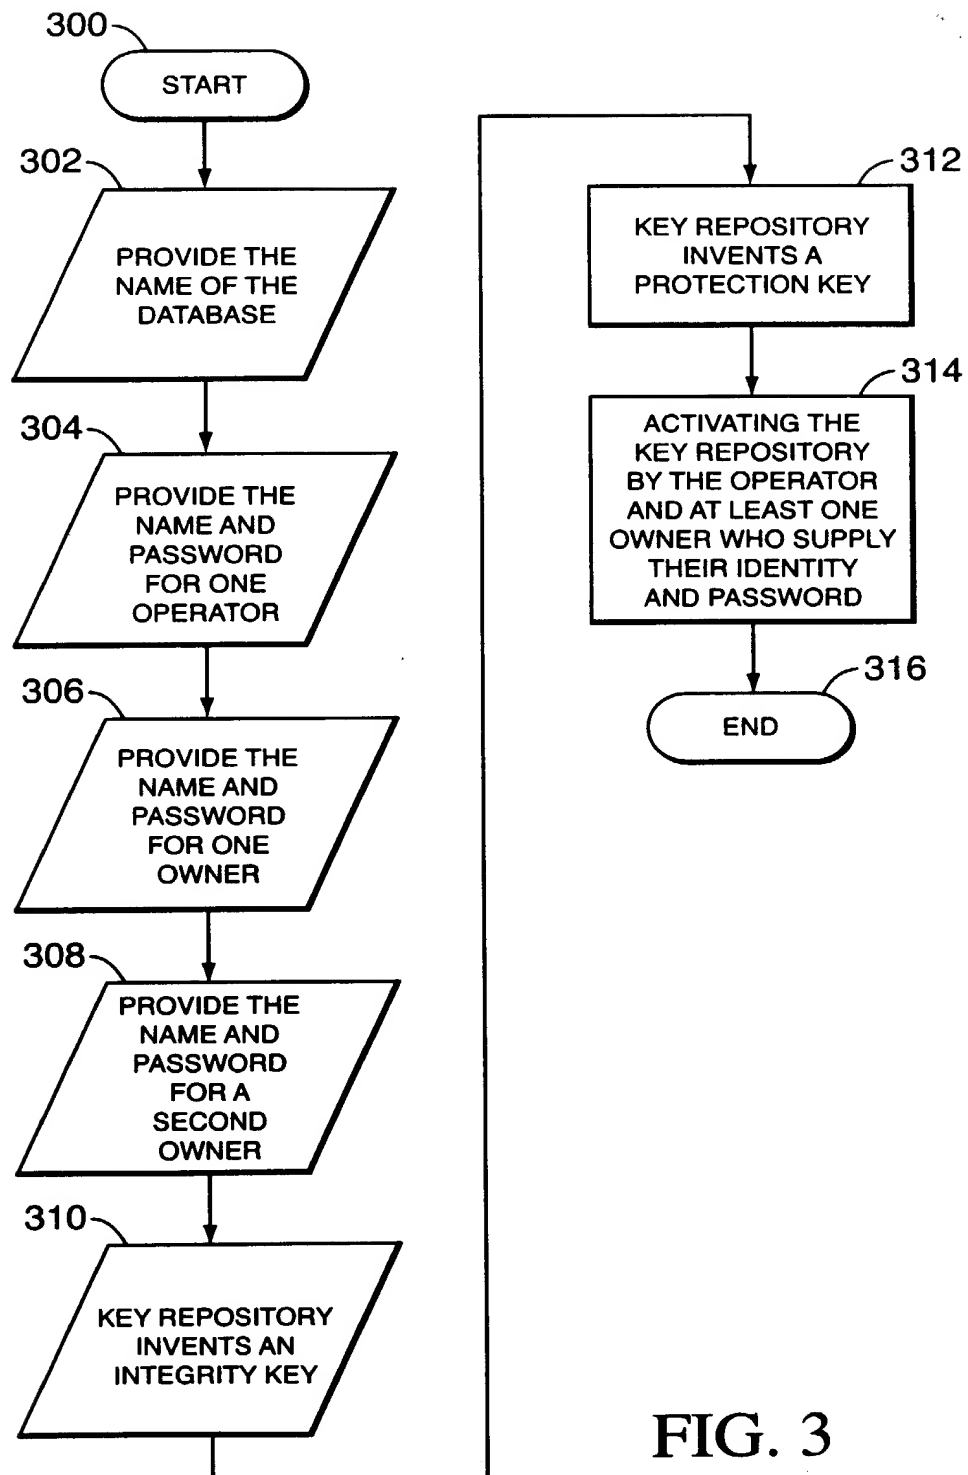 300
START
302
PROVIDE THE
NAME OF THE
DATABASE
304
PROVIDE THE
NAME AND
PASSWORD
FOR ONE
OPERATOR
306
PROVIDE THE
NAME AND
PASSWORD
FOR ONE
OWNER
308
PROVIDE THE
NAME AND
PASSWORD
FOR A
SECOND
OWNER
310
KEY REPOSITORY
INVENTS AN
INTEGRITY KEY
312
KEY REPOSITORY
INVENTS A
PROTECTION KEY
314
ACTIVATING THE
KEY REPOSITORY
BY THE OPERATOR
AND AT LEAST ONE
OWNER WHO SUPPLY
THEIR IDENTITY
AND PASSWORD
316
END
FIG. 3